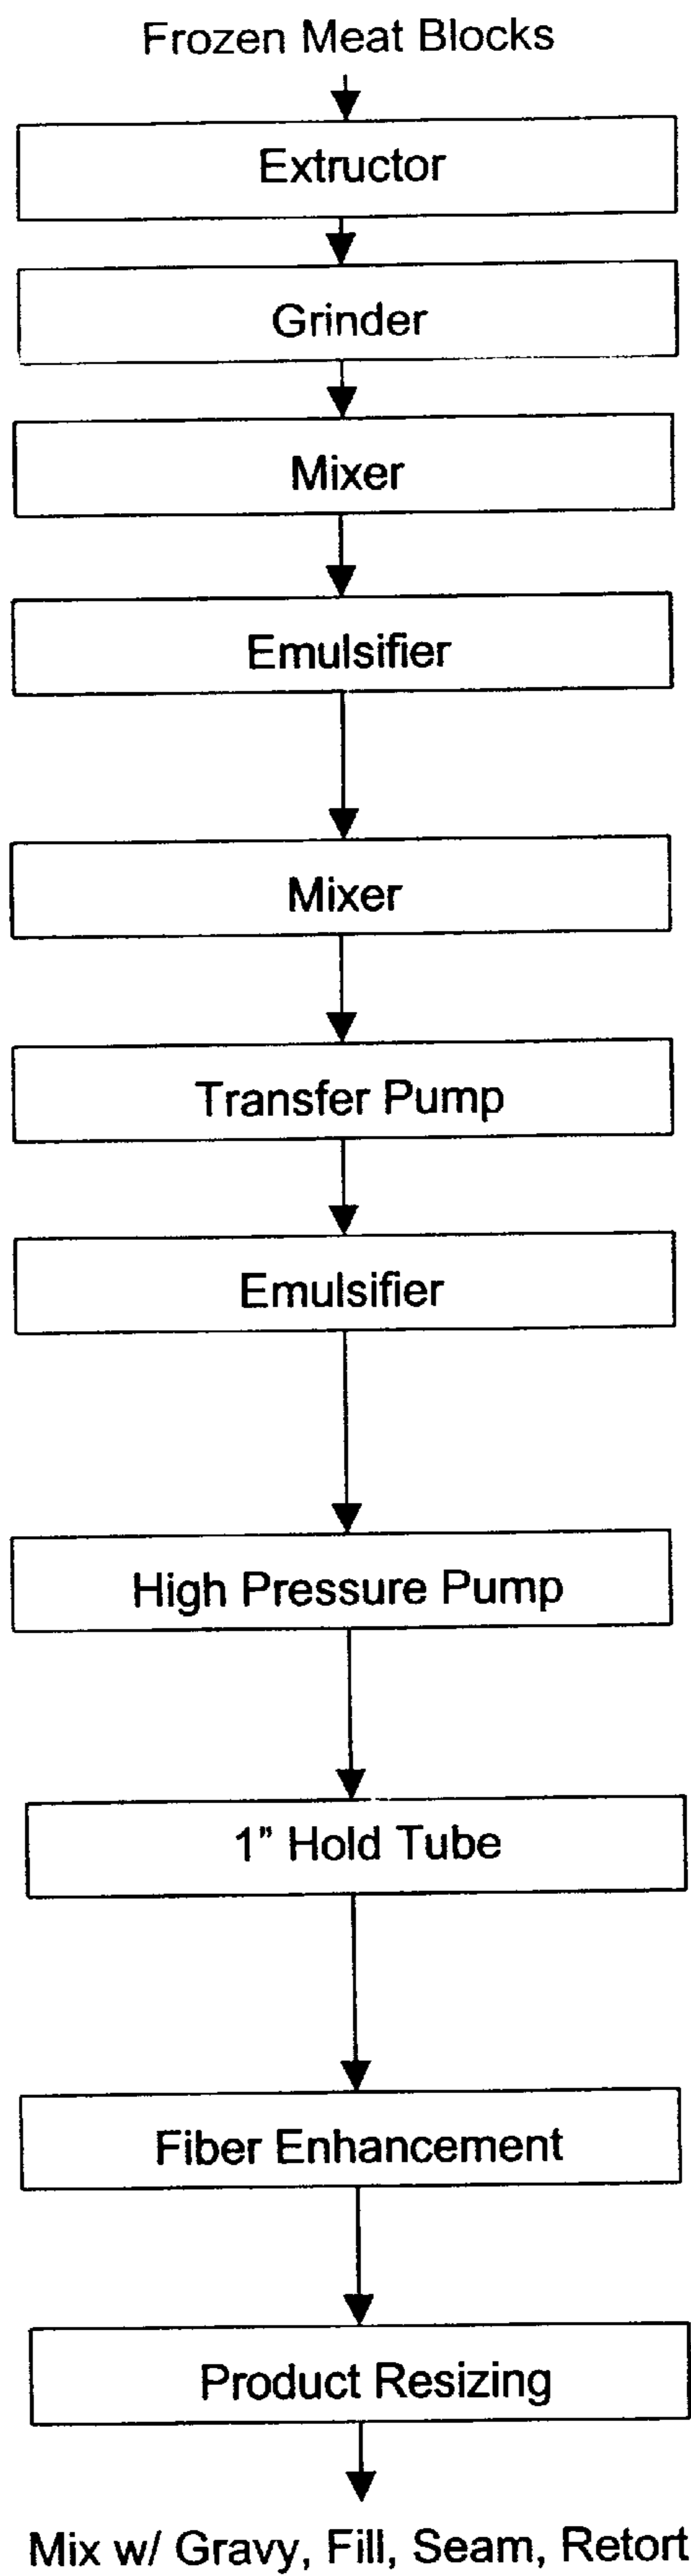 Frozen Meat Blocks
Extructor
Grinder
Mixer
Emulsifier
Mixer
Transfer Pump
Emulsifier
High Pressure Pump
1” Hold Tube
Fiber Enhancement
Product Resizing
Mix w/ Gravy, Fill, Seam, Retort